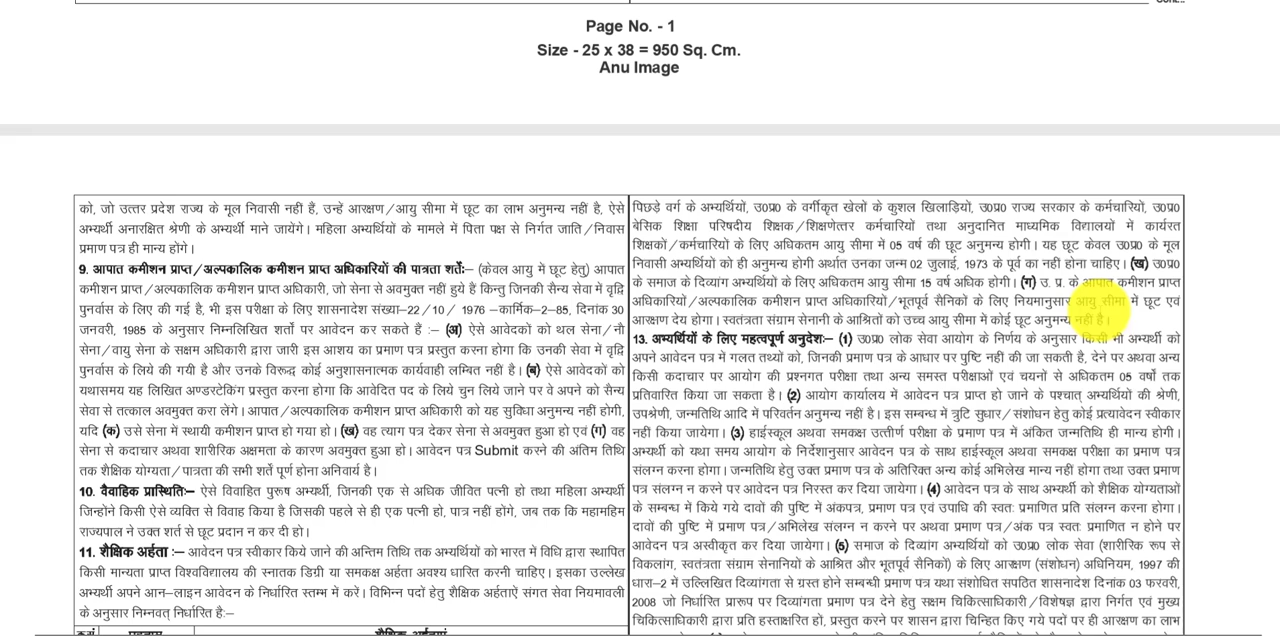 Page No. - 1
Size - 25 x 38 = 950 Sq. Cm.
Anu Image
को, जो उत्तर प्रदेश राज्य के मूल निवासी नहीं हैं, उन्हें आरक्षण/आयु सीमा में छूट का लाभ अनुमन्य नहीं है, ऐसे
अभ्यर्थी अनारक्षित श्रेणी के अभ्यर्थी माने जायेंगे। महिला अभ्यर्थियों के मामले में पिता पक्ष से निर्गत जाति/निवास
प्रमाण पत्र ही मान्य होंगे।
9. आपात कमीशन प्राप्त/अल्पकालिक कमीशन प्राप्त अधिकारियों की पात्रता शर्तें:– (केवल आयु में छूट हेतु) आपात
कमीशन प्राप्त/अल्पकालिक कमीशन प्राप्त अधिकारी, जो सेना से अवमुक्त नहीं हुये हैं किन्तु जिनकी सैन्य सेवा में वृद्धि
पुनर्वास के लिए की गई है, भी इस परीक्षा के लिए शासनादेश संख्या–22/10/ 1976 –कार्मिक–2–85, दिनांक 30
जनवरी, 1985 के अनुसार निम्नलिखित शर्तों पर आवेदन कर सकते हैं :– (अ) ऐसे आवेदकों को थल सेना/नौ
सेना/वायु सेना के सक्षम अधिकारी द्वारा जारी इस आशय का प्रमाण पत्र प्रस्तुत करना होगा कि उनकी सेवा में वृद्धि
पुनर्वास के लिये की गयी है और उनके विरूद्ध कोई अनुशासनात्मक कार्यवाही लम्बित नहीं है। (ब) ऐसे आवेदकों को
यथासमय यह लिखित अण्डरटेकिंग प्रस्तुत करना होगा कि आवेदित पद के लिये चुन लिये जाने पर वे अपने को सैन्य
सेवा से तत्काल अवमुक्त करा लेंगे। आपात/अल्पकालिक कमीशन प्राप्त अधिकारी को यह सुविधा अनुमन्य नहीं होगी,
यदि (क) उसे सेना में स्थायी कमीशन प्राप्त हो गया हो। (ख) वह त्याग पत्र देकर सेना से अवमुक्त हुआ हो एवं (ग) वह
सेना से कदाचार अथवा शारीरिक अक्षमता के कारण अवमुक्त हुआ हो। आवेदन पत्र Submit करने की अंतिम तिथि
तक शैक्षिक योग्यता/पात्रता की सभी शर्तें पूर्ण होना अनिवार्य है।
10. वैवाहिक प्रास्थिति:– ऐसे विवाहित पुरूष अभ्यर्थी, जिनकी एक से अधिक जीवित पत्नी हो तथा महिला अभ्यर्थी
जिन्होंने किसी ऐसे व्यक्ति से विवाह किया है जिसकी पहले से ही एक पत्नी हो, पात्र नहीं होंगे, जब तक कि महामहिम
राज्यपाल ने उक्त शर्त से छूट प्रदान न कर दी हो।
11. शैक्षिक अर्हता :– आवेदन पत्र स्वीकार किये जाने की अन्तिम तिथि तक अभ्यर्थियों को भारत में विधि द्वारा स्थापित
किसी मान्यता प्राप्त विश्वविद्यालय की स्नातक डिग्री या समकक्ष अर्हता अवश्य धारित करनी चाहिए। इसका उल्लेख
अभ्यर्थी अपने आन–लाइन आवेदन के निर्धारित स्तम्भ में करें। विभिन्न पदों हेतु शैक्षिक अर्हताऐं संगत सेवा नियमावली
के अनुसार निम्नवत् निर्धारित है:–
पिछड़े वर्ग के अभ्यर्थियों, उ०प्र० के वर्गीकृत खेलों के कुशल खिलाड़ियों, उ०प्र० राज्य सरकार के कर्मचारियों, उ०प्र०
बेसिक शिक्षा परिषदीय शिक्षक/शिक्षणेत्तर कर्मचारियों तथा अनुदानित माध्यमिक विद्यालयों में कार्यरत
शिक्षकों/कर्मचारियों के लिए अधिकतम आयु सीमा में 05 वर्ष की छूट अनुमन्य होगी। यह छूट केवल उ०प्र० के मूल
निवासी अभ्यर्थियों को ही अनुमन्य होगी अर्थात उनका जन्म 02 जुलाई, 1973 के पूर्व का नहीं होना चाहिए। (ख) उ०प्र०
के समाज के दिव्यांग अभ्यर्थियों के लिए अधिकतम आयु सीमा 15 वर्ष अधिक होगी। (ग) उ. प्र. के आपात कमीशन प्राप्त
अधिकारियों/अल्पकालिक कमीशन प्राप्त अधिकारियों/भूतपूर्व सैनिकों के लिए नियमानुसार आयु सीमा में छूट एवं
आरक्षण देय होगा। स्वतंत्रता संग्राम सेनानी के आश्रितों को उच्च आयु सीमा में कोई छूट अनुमन्य नही है।
13. अभ्यर्थियों के लिए महत्वपूर्ण अनुदेश:– (1) उ०प्र० लोक सेवा आयोग के निर्णय के अनुसार किसी भी अभ्यर्थी को
अपने आवेदन पत्र में गलत तथ्यों को, जिनकी प्रमाण पत्र के आधार पर पुष्टि नहीं की जा सकती है, देने पर अथवा अन्य
किसी कदाचार पर आयोग की प्रश्नगत परीक्षा तथा अन्य समस्त परीक्षाओं एवं चयनों से अधिकतम 05 वर्षों तक
प्रतिवारित किया जा सकता है। (2) आयोग कार्यालय में आवेदन पत्र प्राप्त हो जाने के पश्चात् अभ्यर्थियों की श्रेणी,
उपश्रेणी, जन्मतिथि आदि में परिवर्तन अनुमन्य नहीं है। इस सम्बन्ध में त्रुटि सुधार/संशोधन हेतु कोई प्रत्यावेदन स्वीकार
नहीं किया जायेगा। (3) हाईस्कूल अथवा समकक्ष उत्तीर्ण परीक्षा के प्रमाण पत्र में अंकित जन्मतिथि ही मान्य होगी।
अभ्यर्थी को यथा समय आयोग के निर्देशानुसार आवेदन पत्र के साथ हाईस्कूल अथवा समकक्ष परीक्षा का प्रमाण पत्र
संलग्न करना होगा। जन्मतिथि हेतु उक्त प्रमाण पत्र के अतिरिक्त अन्य कोई अभिलेख मान्य नहीं होगा तथा उक्त प्रमाण
पत्र संलग्न न करने पर आवेदन पत्र निरस्त कर दिया जायेगा। (4) आवेदन पत्र के साथ अभ्यर्थी को शैक्षिक योग्यताओं
के सम्बन्ध में किये गये दावों की पुष्टि में अंकपत्र, प्रमाण पत्र एवं उपाधि की स्वतः प्रमाणित प्रति संलग्न करना होगा।
दावों की पुष्टि में प्रमाण पत्र/अभिलेख संलग्न न करने पर अथवा प्रमाण पत्र/अंक पत्र स्वतः प्रमाणित न होने पर
आवेदन पत्र अस्वीकृत कर दिया जायेगा। (5) समाज के दिव्यांग अभ्यर्थियों को उ०प्र० लोक सेवा (शारीरिक रूप से
विकलांग, स्वतंत्रता संग्राम सेनानियों के आश्रित और भूतपूर्व सैनिकों) के लिए आरक्षण (संशोधन) अधिनियम, 1997 की
धारा–2 में उल्लिखित दिव्यांगता से ग्रस्त होने सम्बन्धी प्रमाण पत्र यथा संशोधित सपठित शासनादेश दिनांक 03 फरवरी,
2008 जो निर्धारित प्रारूप पर दिव्यांगता प्रमाण पत्र देने हेतु सक्षम चिकित्साधिकारी/विशेषज्ञ द्वारा निर्गत एवं मुख्य
चिकित्साधिकारी द्वारा प्रति हस्ताक्षरित हों, प्रस्तुत करने पर शासन द्वारा चिन्हित किए गये पदों पर ही आरक्षण का लाभ